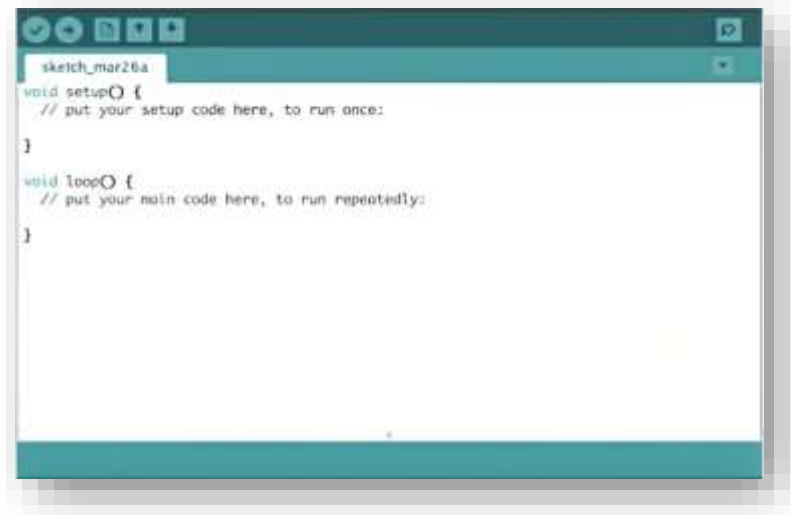 sketch_mar26a
void setup() {
  // put your setup code here, to run once:
}
void loop() {
  // put your main code here, to run repeatedly:
}